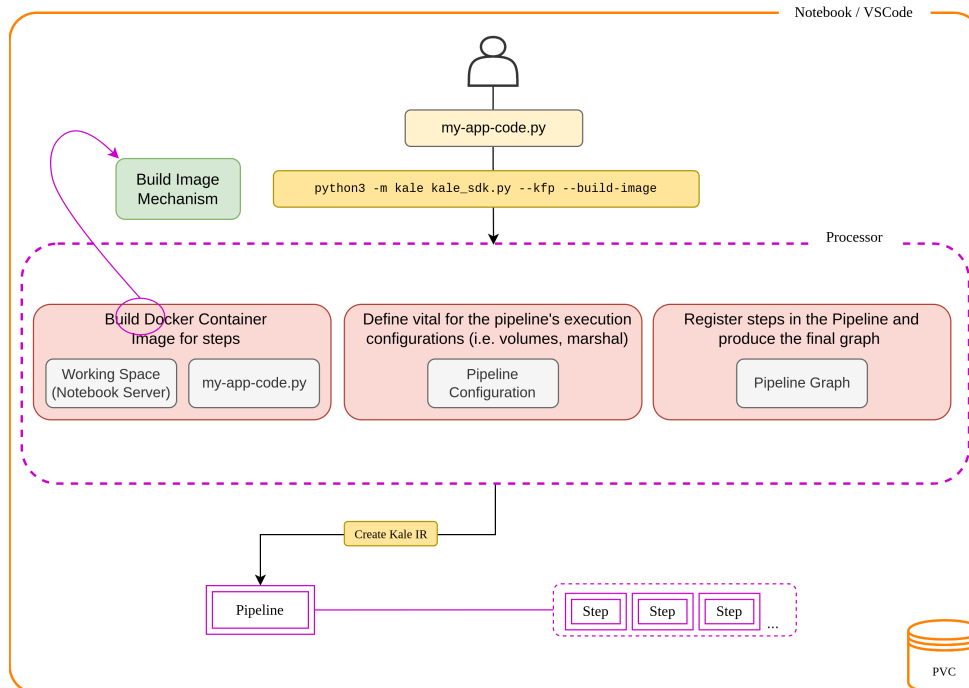 Notebook / VSCode
my-app-code.py
python3 -m kale kale_sdk.py --kfp --build-image
Build Image
Mechanism
Processor
Build Docker Container
Image for steps
Working Space
(Notebook Server)
my-app-code.py
Define vital for the pipeline's execution
configurations (i.e. volumes, marshal)
Pipeline
Configuration
Register steps in the Pipeline and
produce the final graph
Pipeline Graph
Create Kale IR
Pipeline
Step
Step
Step
...
PVC